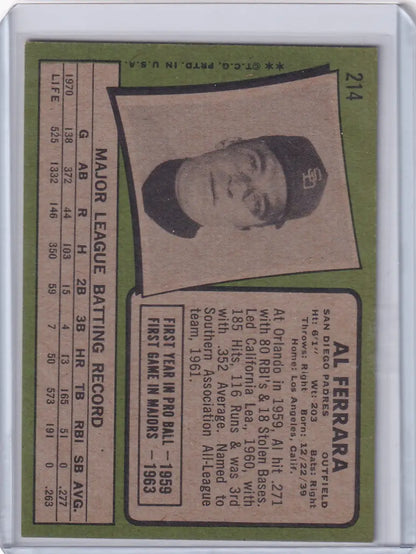 214
**©T.C.G. PRTD. IN U.S.A.
SD
AL FERRARA
SAN DIEGO PADRES OUTFIELD
Ht: 6'1" Wt: 203 Bats: Right
Throws: Right Born: 12/22/39
Home: Los Angeles, Calif.
At Orlando in 1959, Al hit .271
with 80 RBI's & 18 Stolen Bases.
Led California Lea., 1960, with
185 Hits, 116 Runs & was 3rd
with .352 Average. Named to
Southern Association All-League
team, 1961.
FIRST YEAR IN PRO BALL — 1959
FIRST GAME IN MAJORS — 1963
MAJOR LEAGUE BATTING RECORD
G AB R H 2B 3B HR TB RBI SB AVG.
1970 138 372 44 103 15 4 13 165 51 0 .277
LIFE 525 1332 146 350 59 7 50 573 191 0 .263